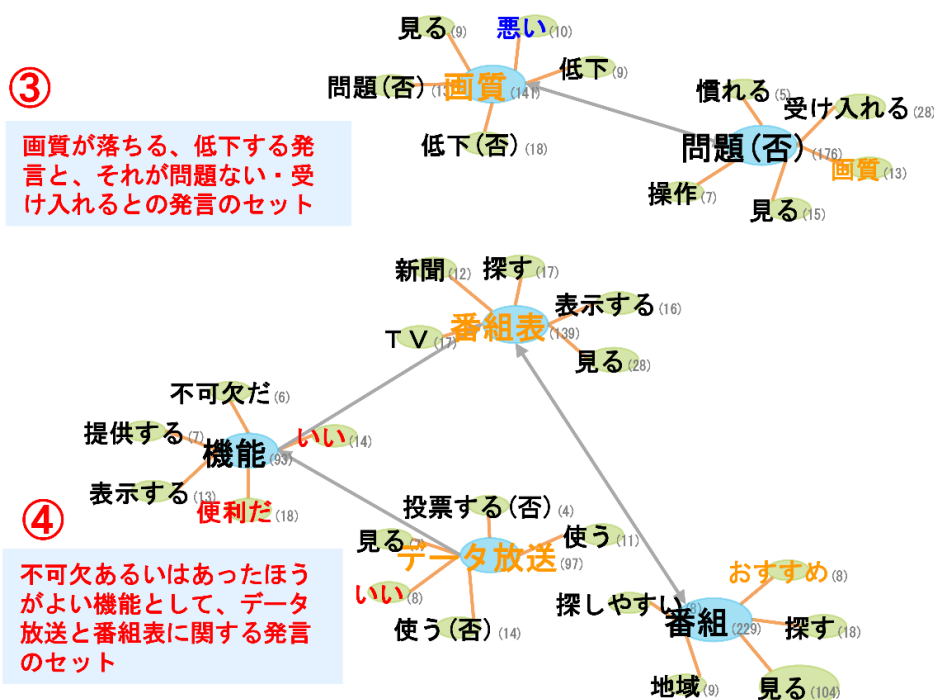 見る(9)
悪い(10)
低下(9)
問題(否)
画質(141)
低下(否)(18)
③
画質が落ちる、低下する発
言と、それが問題ない・受
け入れるとの発言のセット
慣れる(5)
受け入れる(28)
問題(否)(176)
画質(13)
操作(7)
見る(15)
新聞(12)
探す(17)
表示する(16)
番組表(139)
TV(17)
見る(28)
不可欠だ(6)
提供する(7)
いい(14)
機能(93)
表示する(13)
便利だ(18)
④
不可欠あるいはあったほう
がよい機能として、データ
放送と番組表に関する発言
のセット
投票する(否)(4)
見る
使う(11)
データ放送(97)
いい(8)
使う(否)(14)
おすすめ(8)
探しやすい(8)
番組(229)
探す(18)
地域(9)
見る(104)